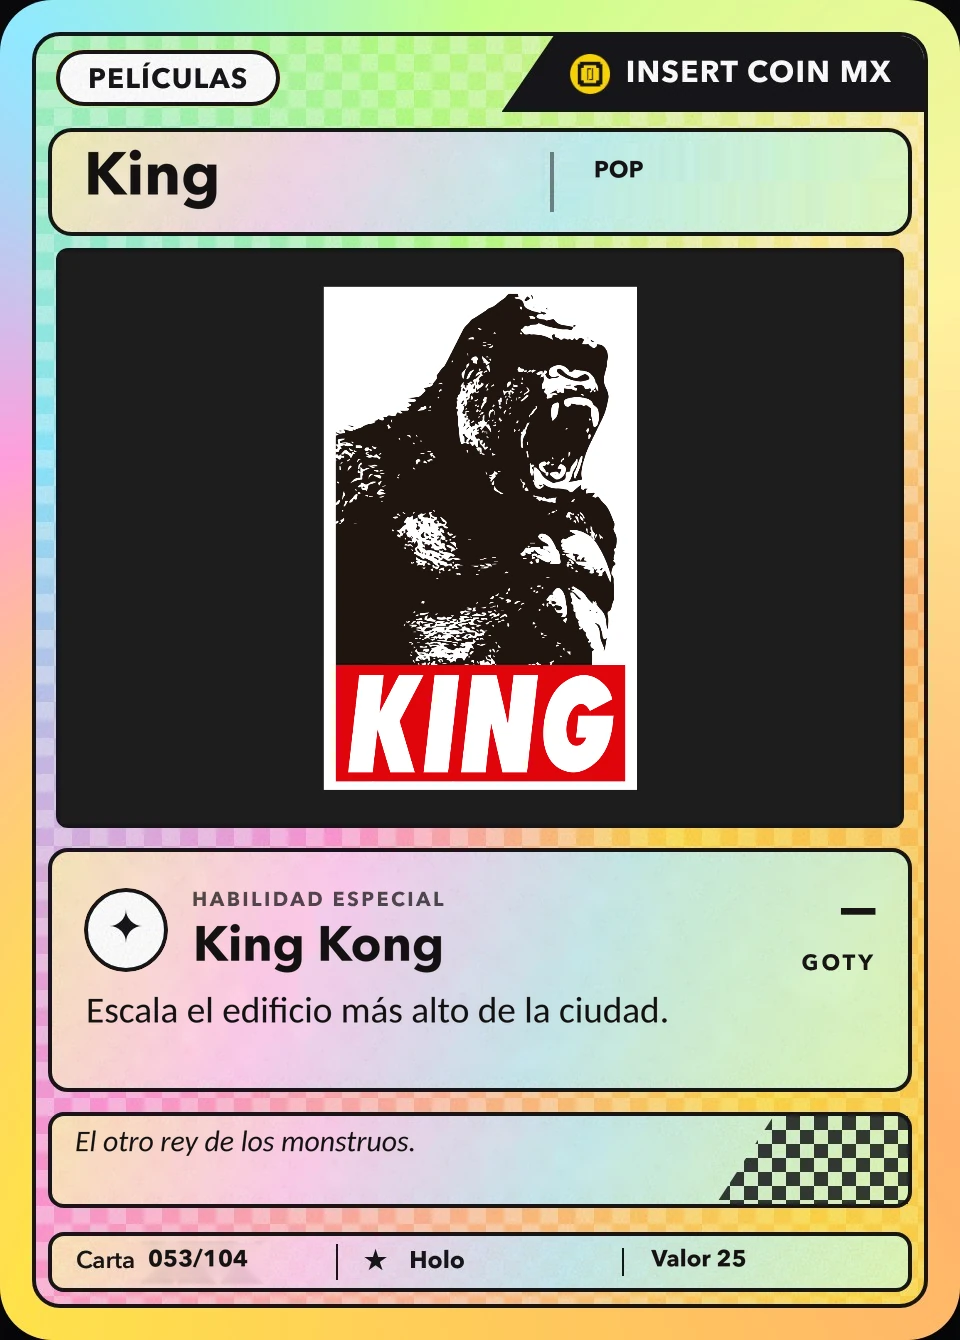 PELÍCULAS
INSERT COIN MX
King
POP
KING
HABILIDAD ESPECIAL
King Kong
—
GOTY
Escala el edificio más alto de la ciudad.
El otro rey de los monstruos.
Carta 053/104 ★ Holo Valor 25